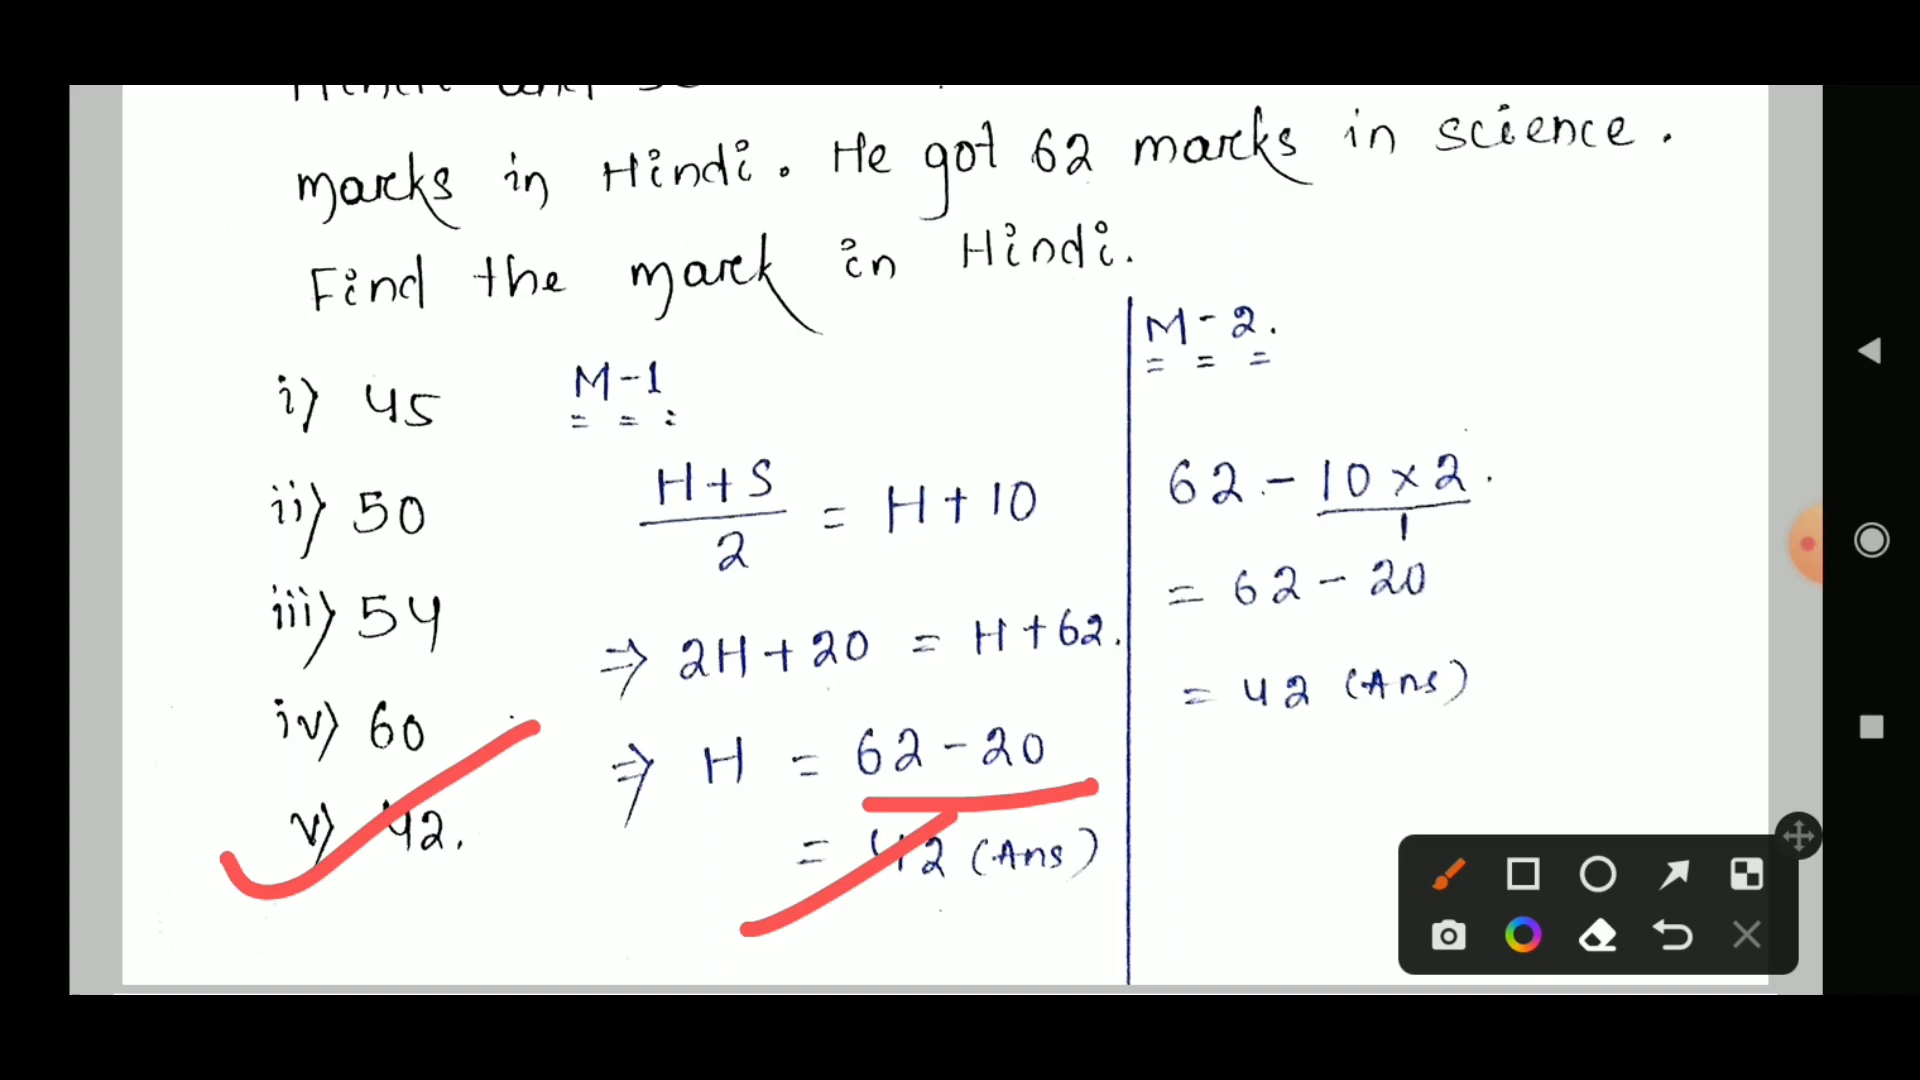 marks in Hindi. He got 62 marks in science.
Find the mark in Hindi.
i) 45
ii) 50
iii) 54
iv) 60
v) 42.
M-1
H+S/2 = H+10
⇒ 2H+20 = H+62.
⇒ H = 62-20
= 42 (Ans)
M-2.
62 - 10×2/1.
= 62-20
= 42 (Ans)